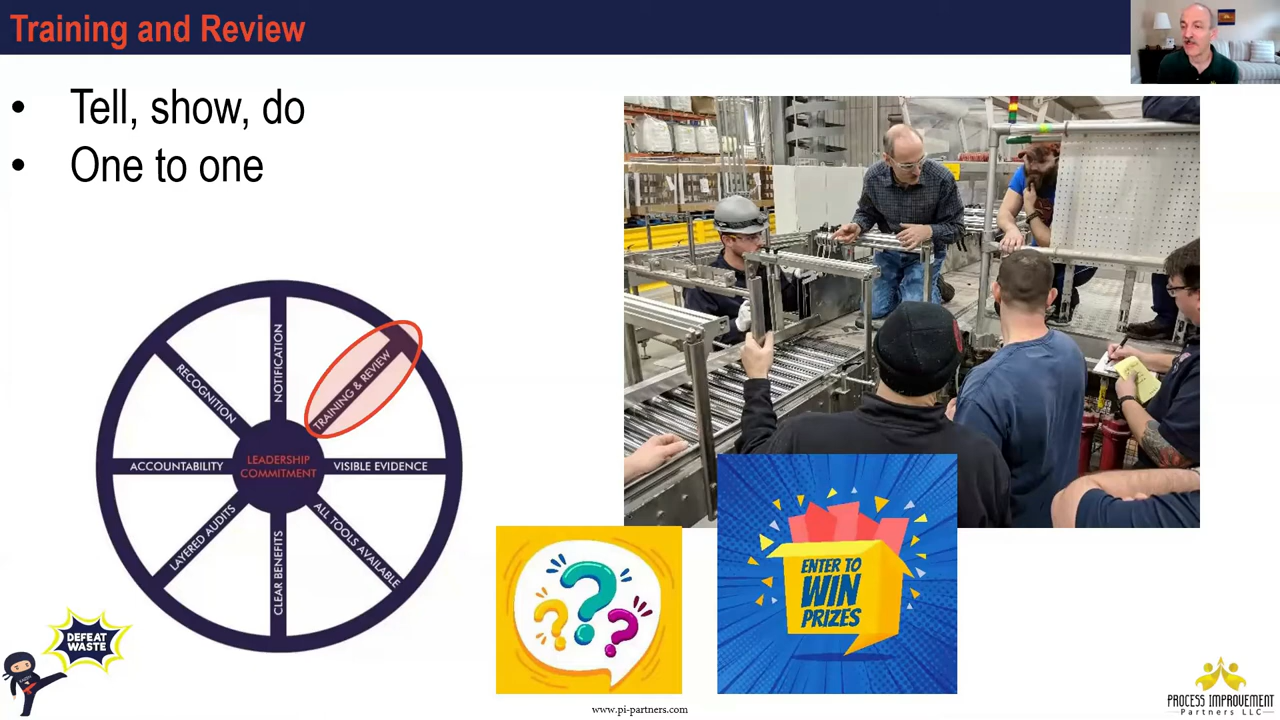 Training and Review
• Tell, show, do
• One to one
NOTIFICATION
TRAINING & REVIEW
VISIBLE EVIDENCE
ALL TOOLS AVAILABLE
CLEAR BENEFITS
LAYERED AUDITS
ACCOUNTABILITY
RECOGNITION
LEADERSHIP
COMMITMENT
DEFEAT
WASTE
? ? ?
ENTER TO
WIN
PRIZES
www.pi-partners.com
PROCESS IMPROVEMENT
Partners LLC